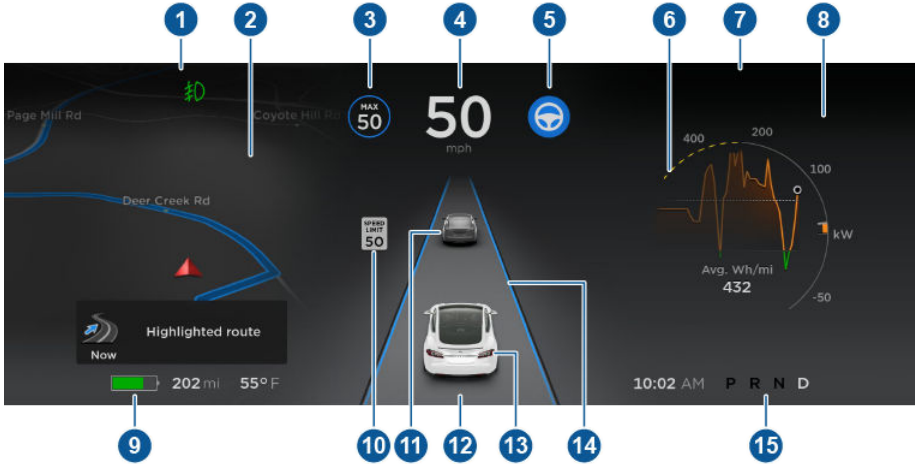 1 2 3 4 5 6 7 8
Page Mill Rd
Coyote Hill Rd
MAX
50
50
mph
400 200
100
Deer Creek Rd
SPEED
LIMIT
50
kW
Avg. Wh/mi
432
-50
Highlighted route
Now
202 mi 55° F
10:02 AM P R N D
9 10 11 12 13 14 15